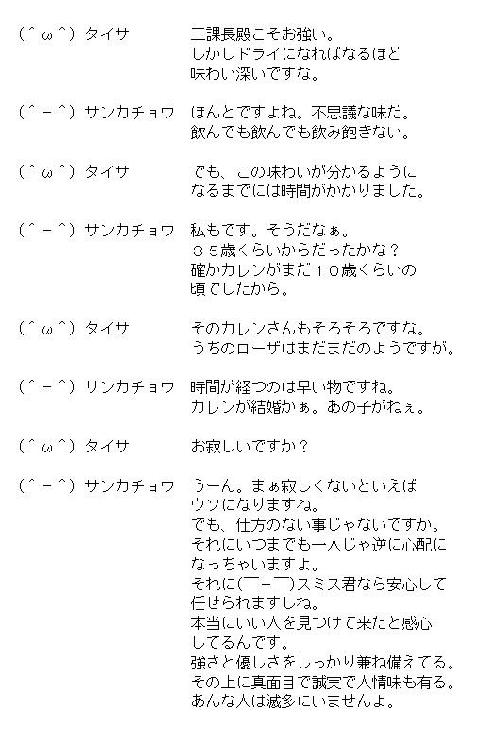 (＾ω＾) タイサ 二課長殿こそお強い。
しかしドライになればなるほど
味わい深いですな。
(＾－＾) サンカチョウ ほんとですよね。不思議な味だ。
飲んでも飲んでも飲み飽きない。
(＾ω＾) タイサ でも、この味わいが分かるように
なるまでには時間がかかりました。
(＾－＾) サンカチョウ 私もです。そうだなぁ。
３５歳くらいからだったかな？
確かカレンがまだ１０歳くらいの
頃でしたから。
(＾ω＾) タイサ そのカレンさんもそろそろですな。
うちのローザはまだまだのようですが。
(＾－＾) サンカチョウ 時間が経つのは早い物ですね。
カレンが結婚かぁ。あの子がねぇ。
(＾ω＾) タイサ お寂しいですか？
(＾－＾) サンカチョウ うーん。まぁ寂しくないといえば
ウソになりますね。
でも、仕方のない事じゃないですか。
それにいつまでも一人じゃ逆に心配に
なっちゃいますよ。
それに(￣－￣)スミス君なら安心して
任せられますしね。
本当にいい人を見つけて来たと感心
してるんです。
強さと優しさをしっかり兼ね備えてる。
その上に真面目で誠実で人情味も有る。
あんな人は滅多にいませんよ。